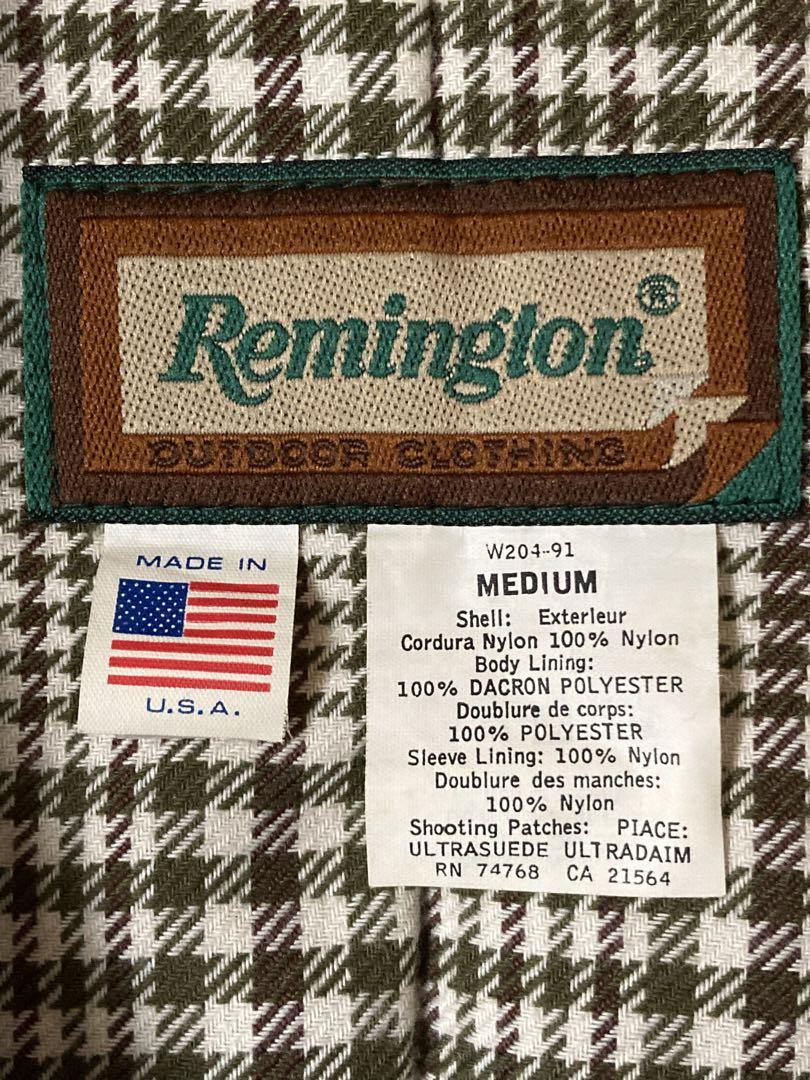 Remington®
OUTDOOR CLOTHING
MADE IN
U.S.A.
W204-91
MEDIUM
Shell: Exterieur
Cordura Nylon 100% Nylon
Body Lining:
100% DACRON POLYESTER
Doublure de corps:
100% POLYESTER
Sleeve Lining: 100% Nylon
Doublure des manches:
100% Nylon
Shooting Patches: PIACE:
ULTRASUEDE ULTRADAIM
RN 74768 CA 21564